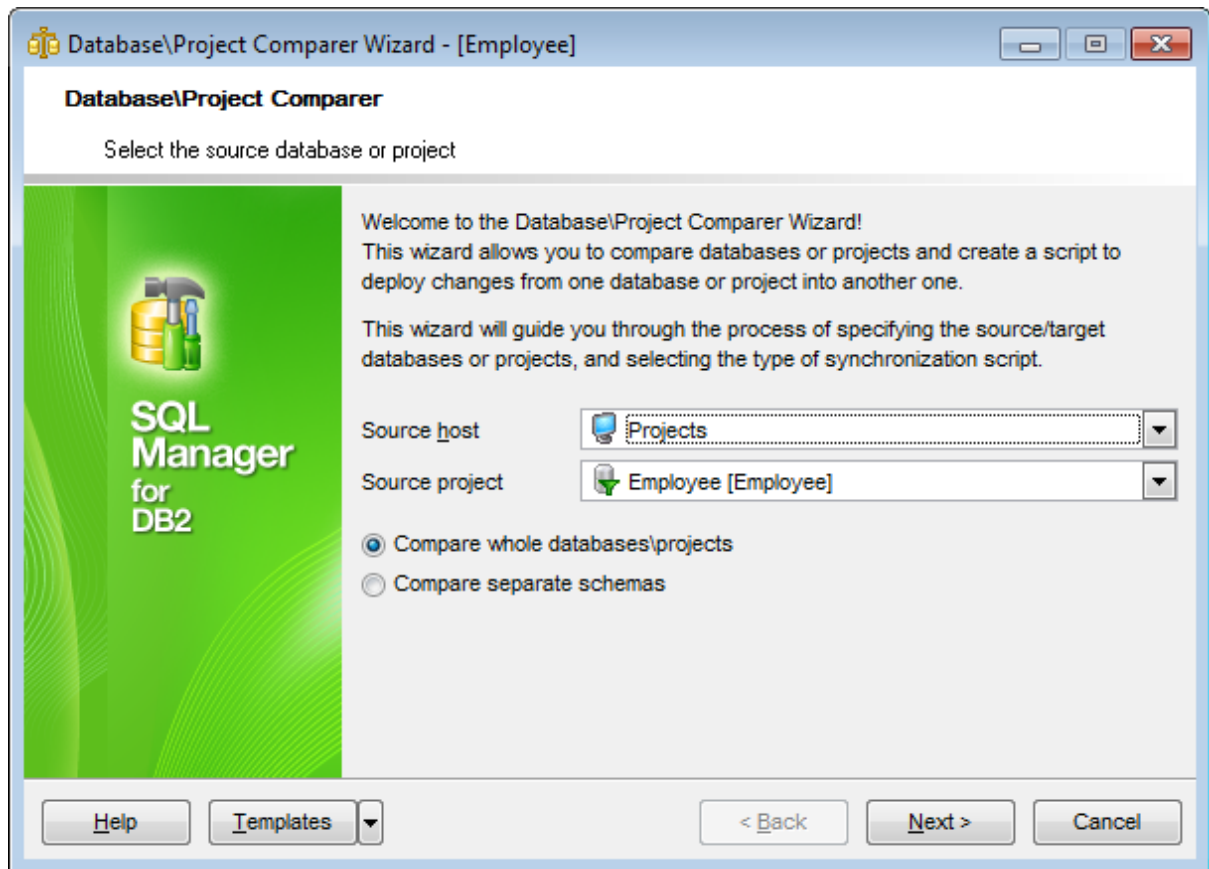 Database\Project Comparer Wizard - [Employee]
Database\Project Comparer
Select the source database or project
Welcome to the Database\Project Comparer Wizard!
This wizard allows you to compare databases or projects and create a script to
deploy changes from one database or project into another one.
This wizard will guide you through the process of specifying the source/target
databases or projects, and selecting the type of synchronization script.
SQL
Manager
for
DB2
Source host
Projects
Source project
Employee [Employee]
Compare whole databases\projects
Compare separate schemas
Help
Templates
< Back
Next >
Cancel